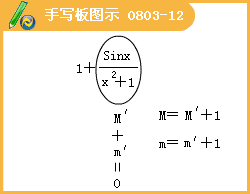 手写板图示 0803-12
1+ Sinx
x²+1
M′ M= M′+1
+
m′ m= m′+1
=
0